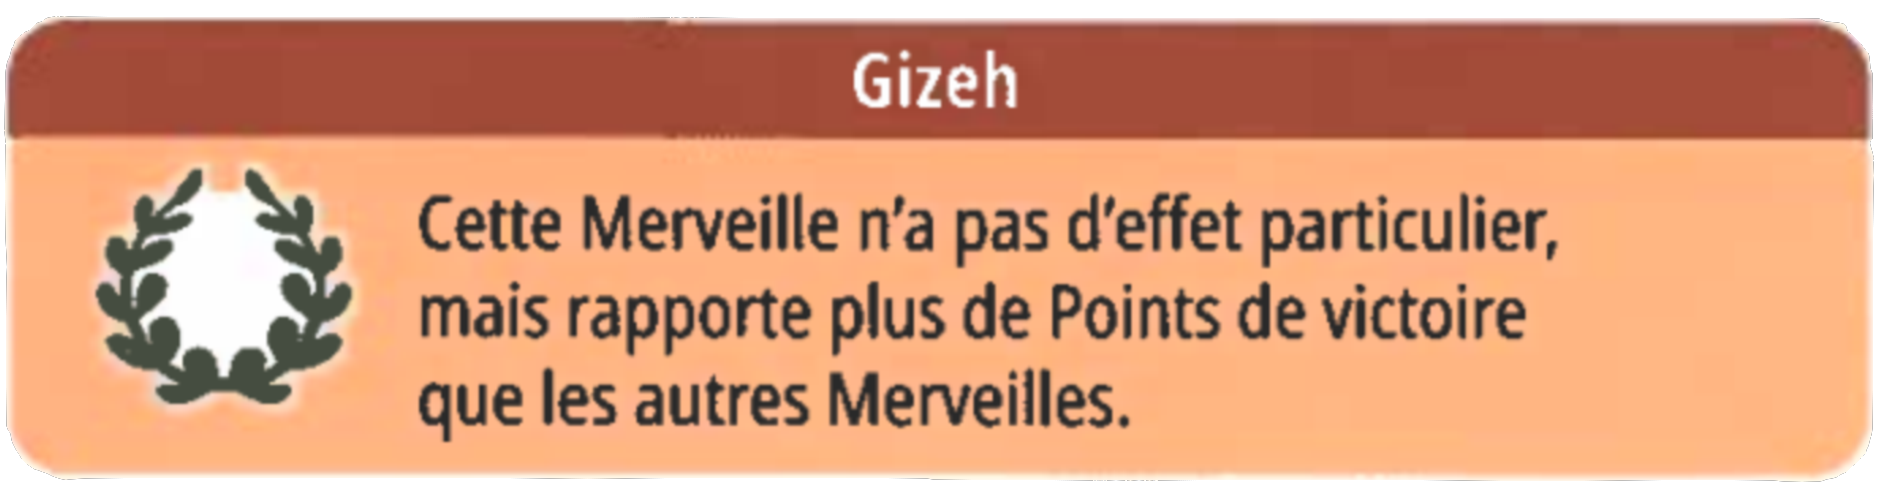 Gizeh
Cette Merveille n’a pas d’effet particulier,
mais rapporte plus de Points de victoire
que les autres Merveilles.